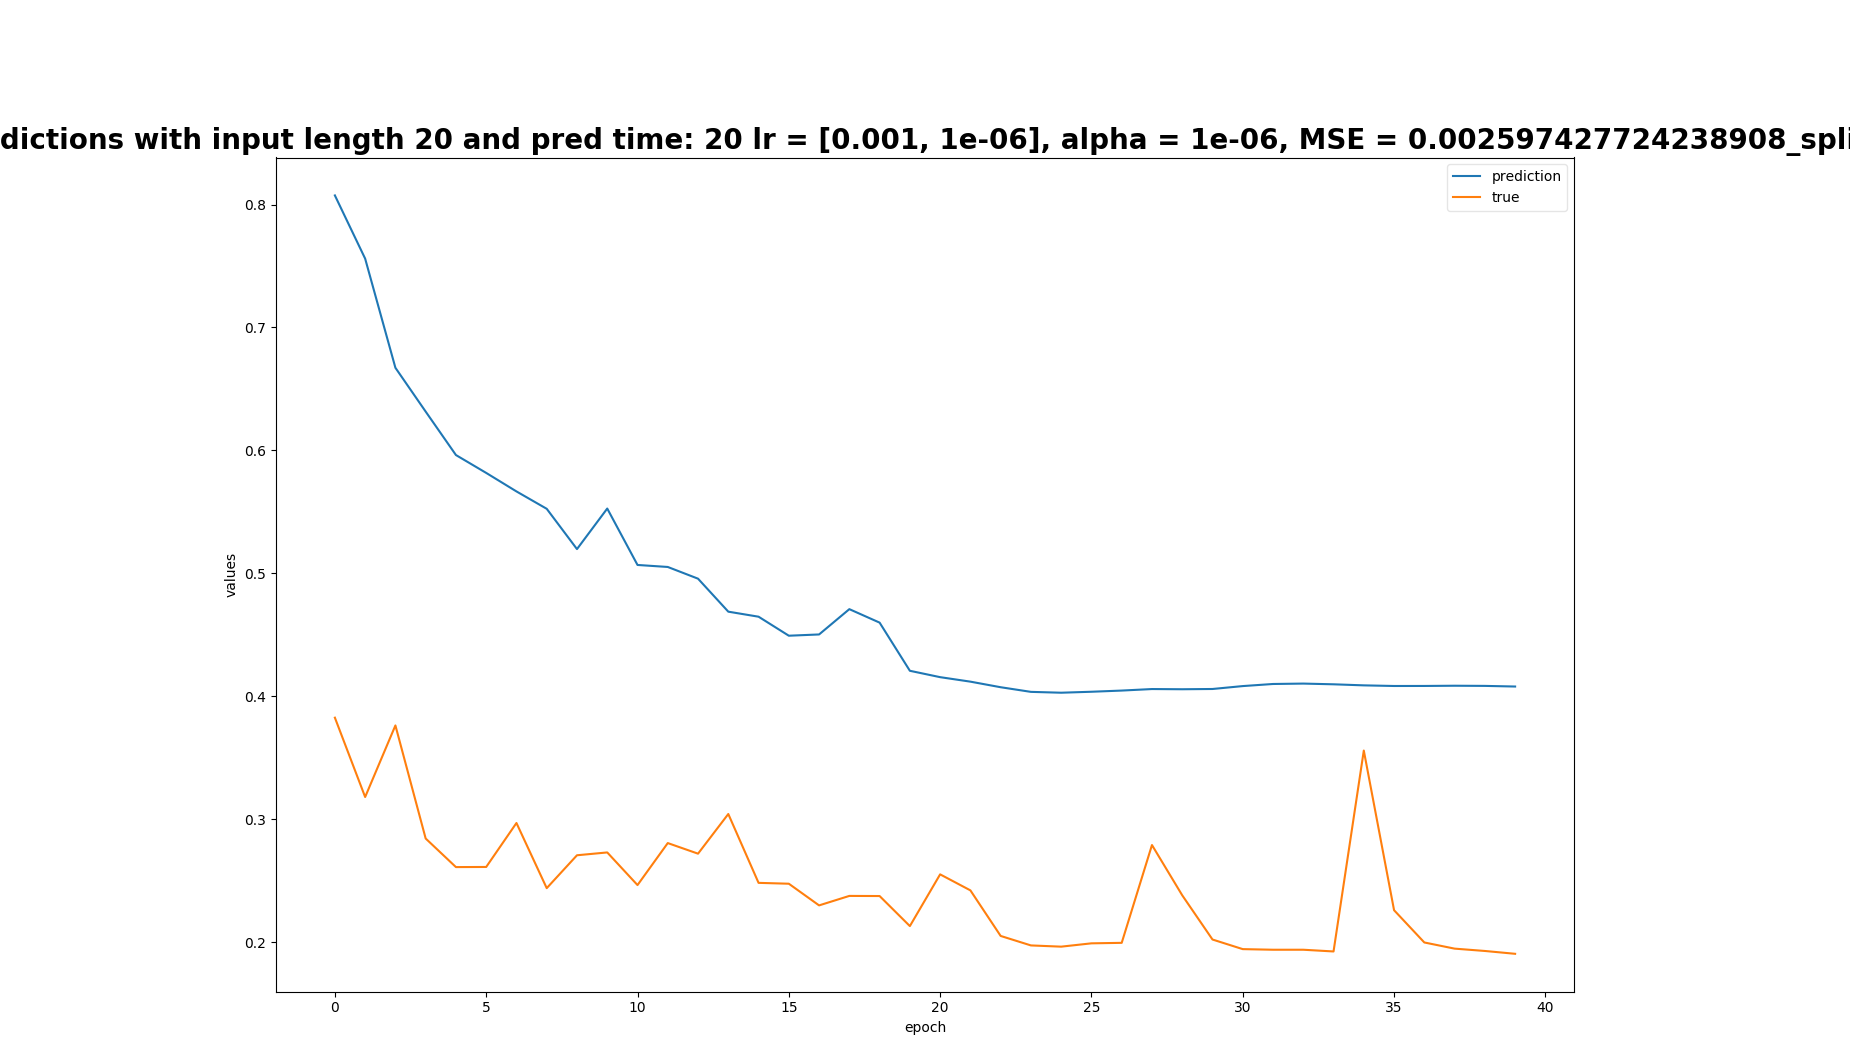 dictions with input length 20 and pred time: 20 lr = [0.001, 1e-06], alpha = 1e-06, MSE = 0.002597427724238908_spli
prediction
true
0.8
0.7
0.6
0.5
0.4
0.3
0.2
values
0 5 10 15 20 25 30 35 40
epoch